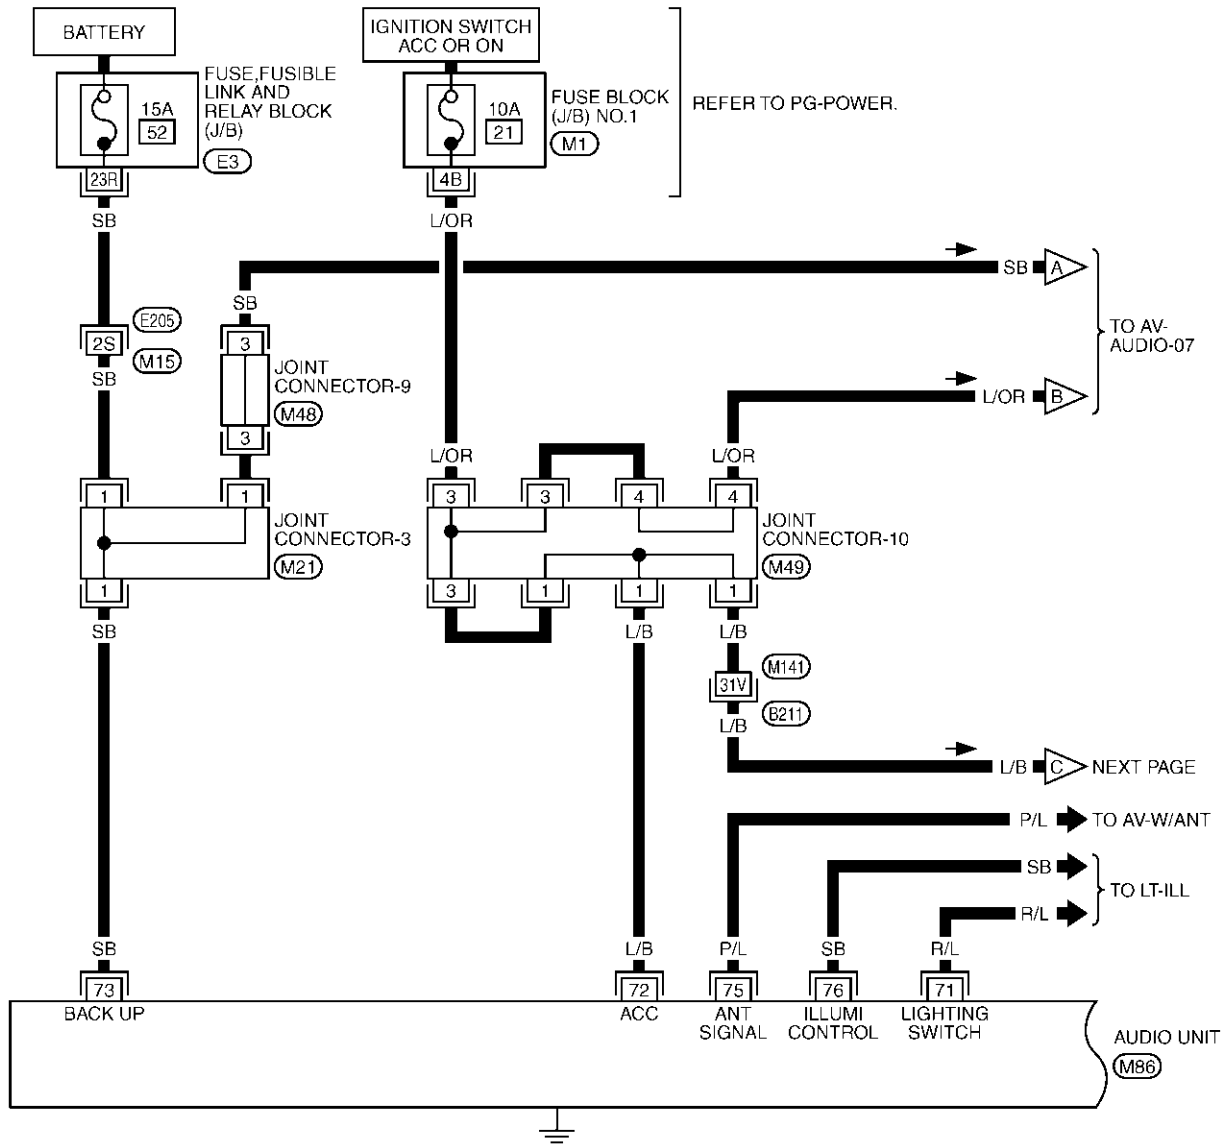 BATTERY
IGNITION SWITCH
ACC OR ON
FUSE,FUSIBLE
LINK AND
RELAY BLOCK
(J/B)
E3
15A
52
23R
10A
21
4B
FUSE BLOCK
(J/B) NO.1
M1
REFER TO PG-POWER.
SB
L/OR
SB
A
SB
E205
2S
M15
SB
3
JOINT
CONNECTOR-9
M48
3
TO AV-
AUDIO-07
L/OR
B
L/OR
L/OR
1
1
3
3
4
4
JOINT
CONNECTOR-3
M21
JOINT
CONNECTOR-10
M49
1
3
1
1
1
SB
L/B
L/B
M141
31V
B211
L/B
L/B
C
NEXT PAGE
P/L
TO AV-W/ANT
SB
R/L
TO LT-ILL
SB
L/B
P/L
SB
R/L
73
72
75
76
71
BACK UP
ACC
ANT
SIGNAL
ILLUMI
CONTROL
LIGHTING
SWITCH
AUDIO UNIT
M86